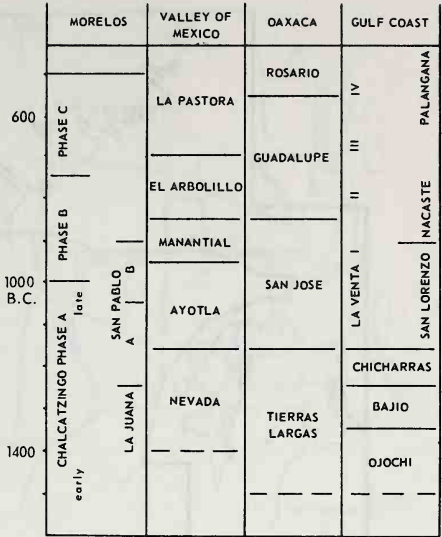 MORELOS
VALLEY OF
MEXICO
OAXACA
GULF COAST
600
1000
B.C.
1400
PHASE C
PHASE B
CHALCATZINGO PHASE A
late
early
SAN PABLO
B
A
LA JUANA
LA PASTORA
EL ARBOLILLO
MANANTIAL
AYOTLA
NEVADA
ROSARIO
GUADALUPE
SAN JOSE
TIERRAS
LARGAS
LA VENTA I
II
III
IV
PALANGANA
NACASTE
SAN LORENZO
CHICHARRAS
BAJIO
OJOCHI